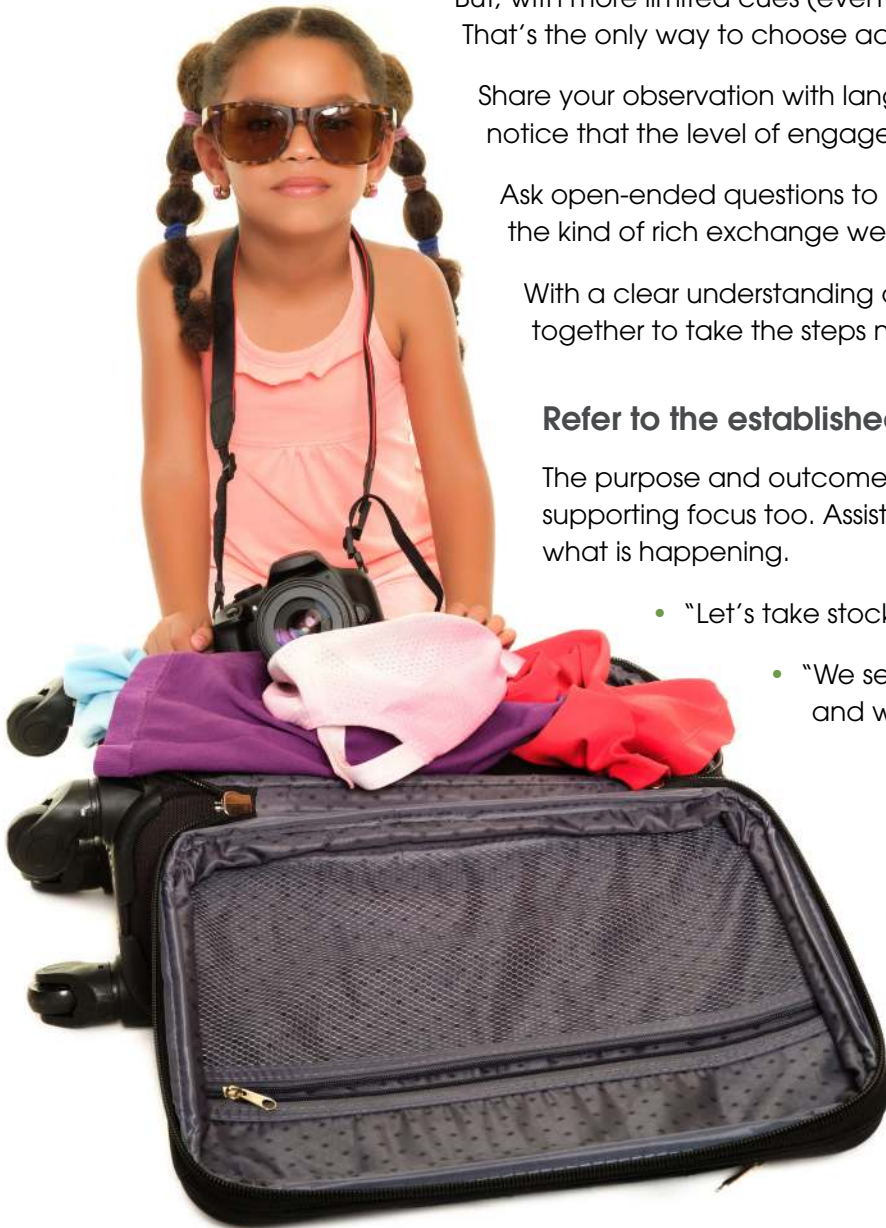 But, with more limited cues (even
That's the only way to choose ac
Share your observation with lang
notice that the level of engage
Ask open-ended questions to
the kind of rich exchange we
With a clear understanding
together to take the steps n
Refer to the established
The purpose and outcome
supporting focus too. Assist
what is happening.
• "Let's take stock
• "We se
and w